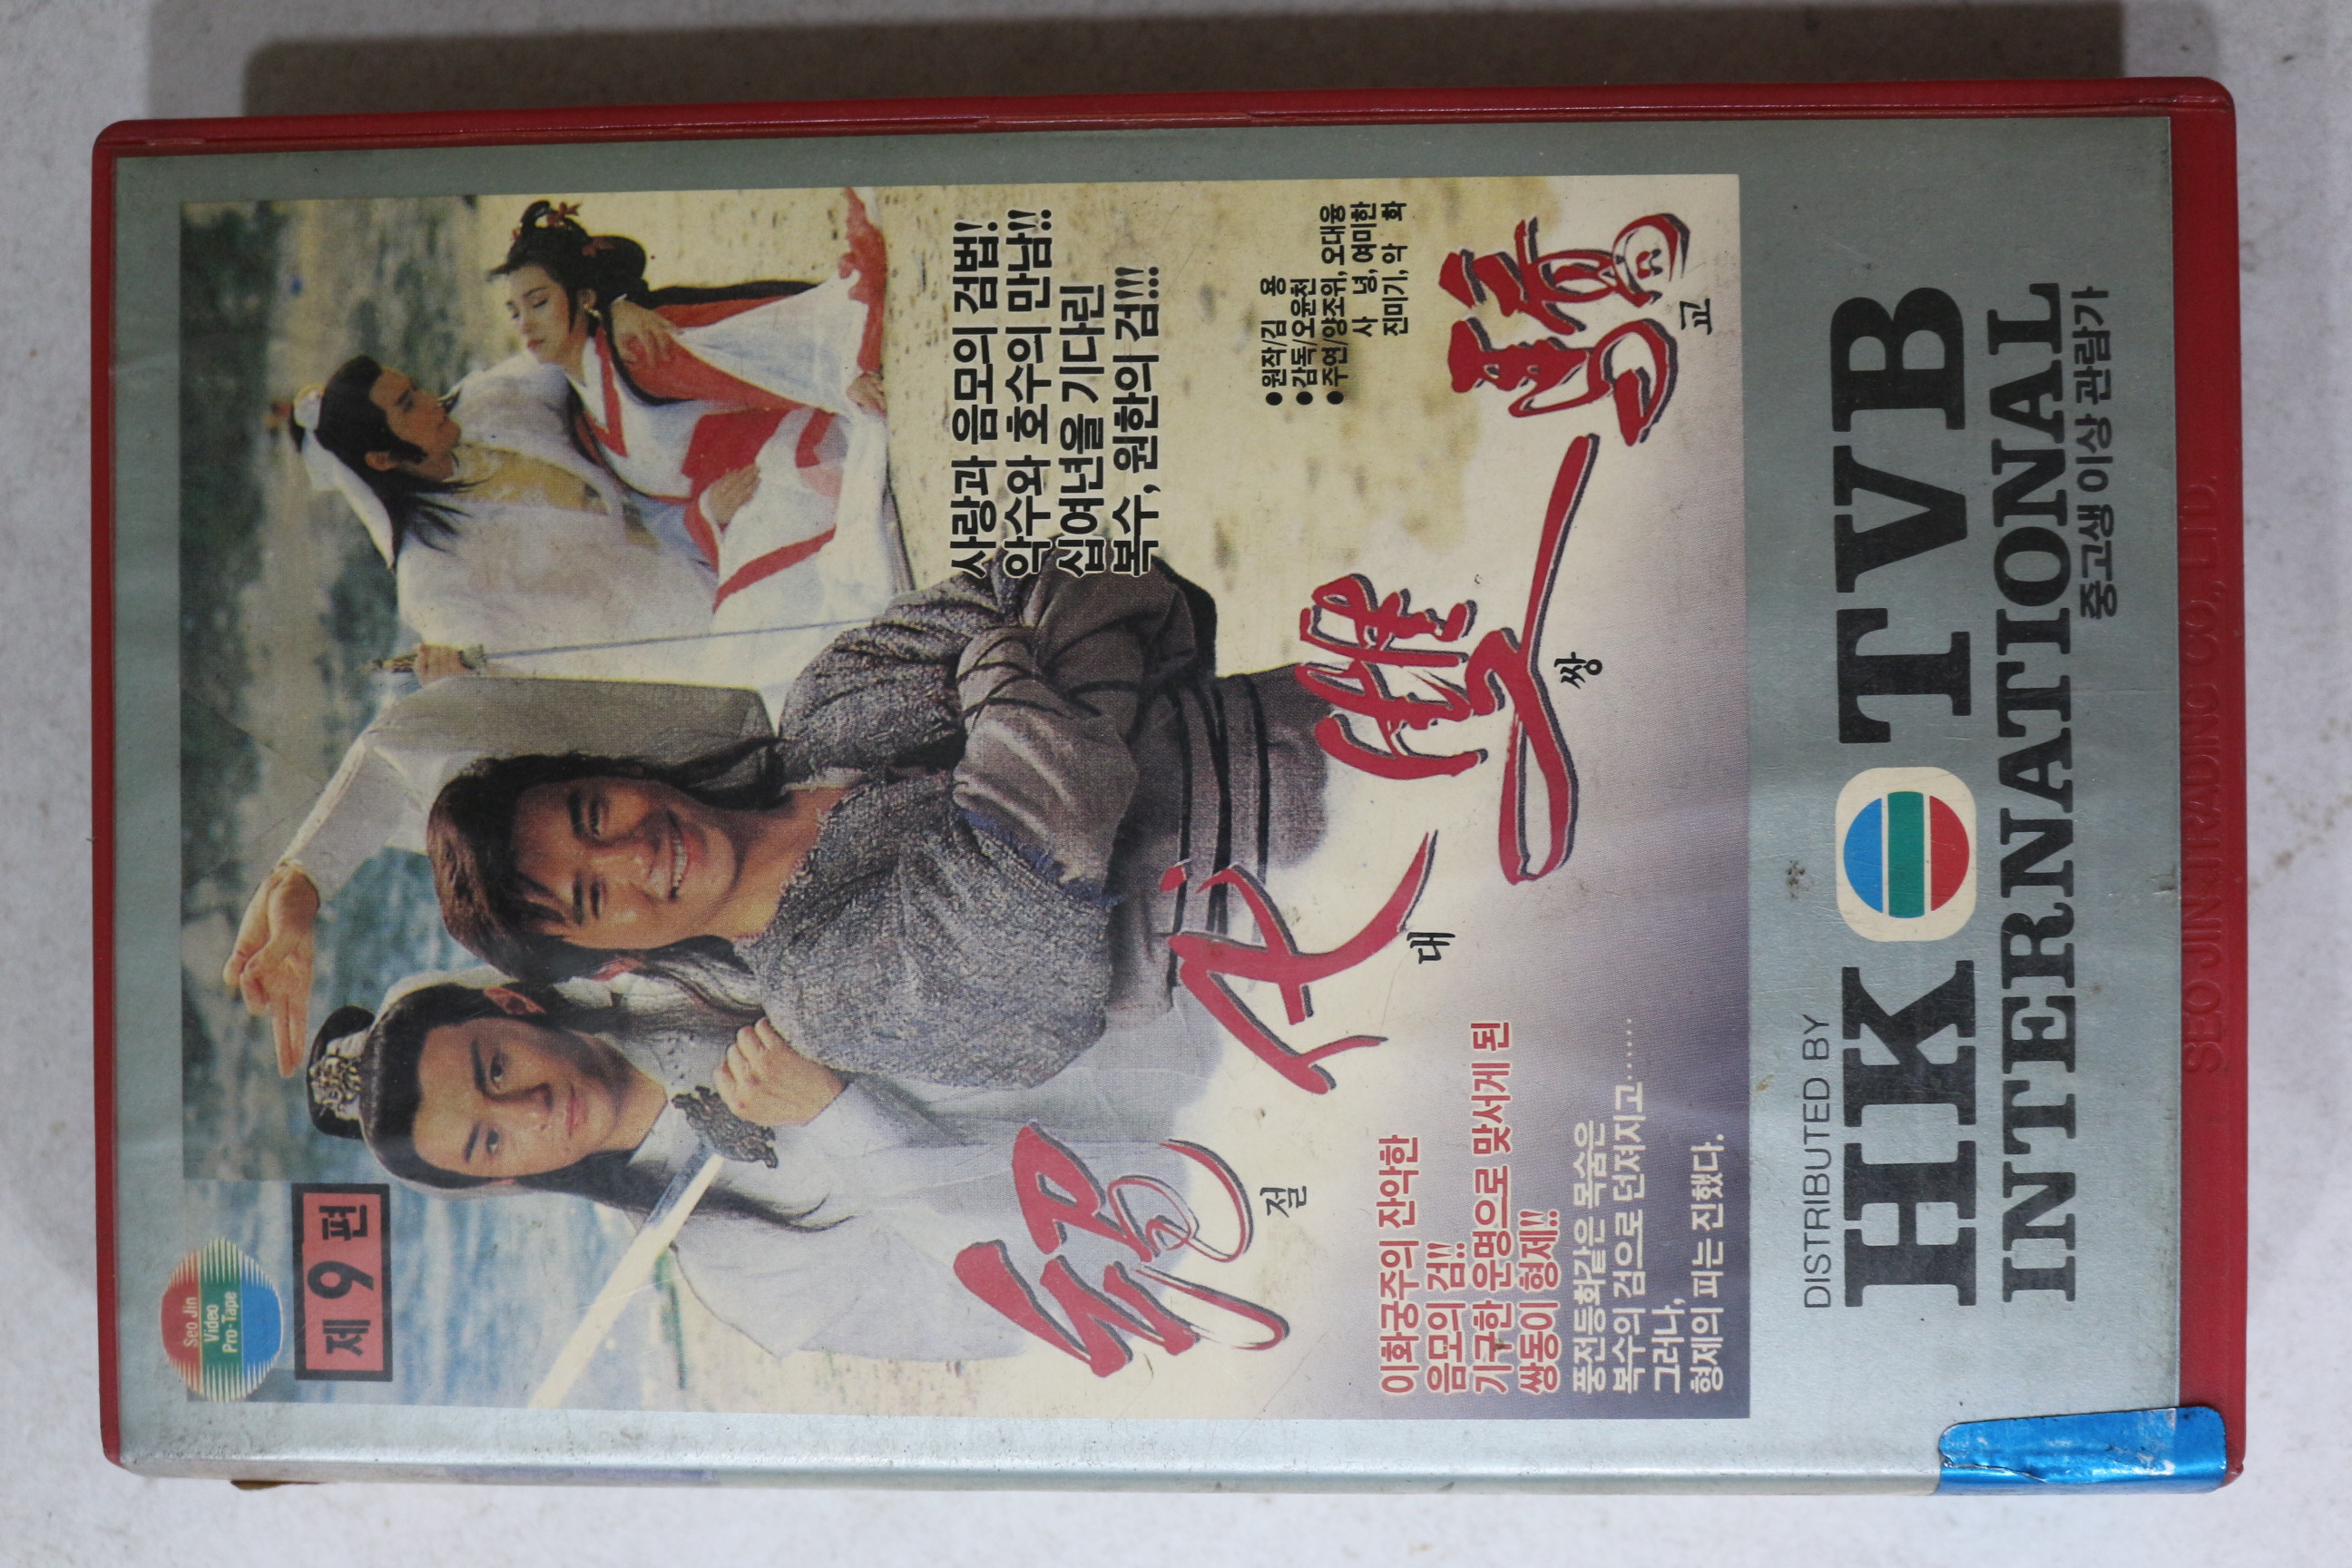 Seo Jin
Video
Pro-Tape
제9편
사랑과 음모의 검법!
악수와 호수의 만남!!
십여년을 기다린
복수, 원한의 검!!!
●원작/김 용
●감독/오윤천
●주연/양조위, 오대융
사 녕, 여미한
진미기, 악 화
絕代雙驕
절 대 쌍 교
이화궁주의 잔악한
음모의 검!!
기구한 운명으로 맞서게 된
쌍동이 형제!!
풍전등화같은 목숨은
복수의 검으로 던져지고……
그러나,
형제의 피는 진했다.
DISTRIBUTED BY
HK TVB
INTERNATIONAL
중고생 이상 관람가
SEO JIN TRADING CO., LTD.